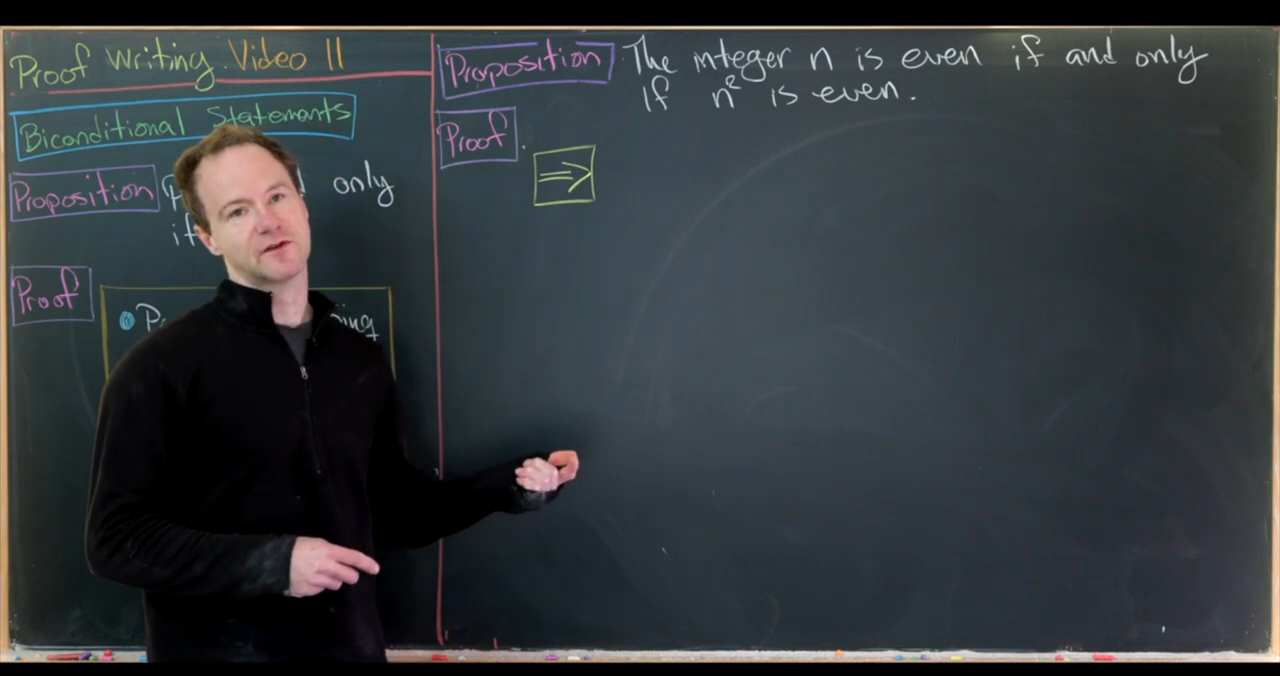 Proof Writing Video 11
Biconditional Statements
Proposition only
if
Proof
Proposition The integer n is even if and only
if n² is even.
Proof.
⇒